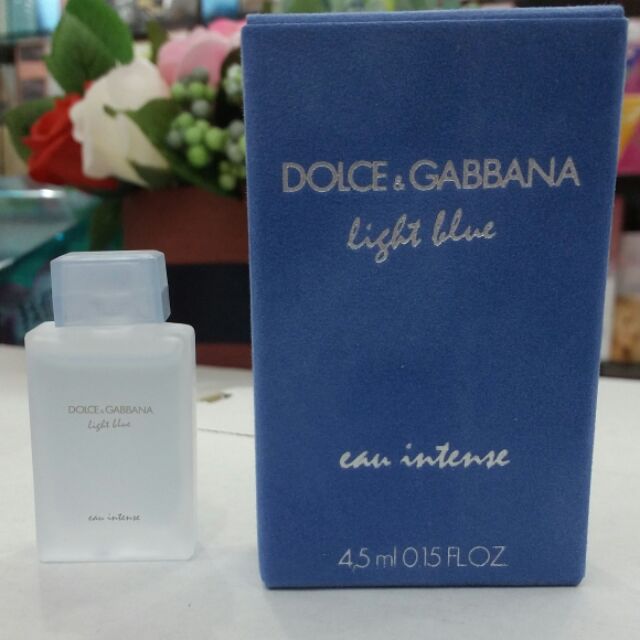 DOLCE & GABBANA
light blue
eau intense
4,5 ml 0.15 FL.OZ.
DOLCE & GABBANA
light blue
eau intense